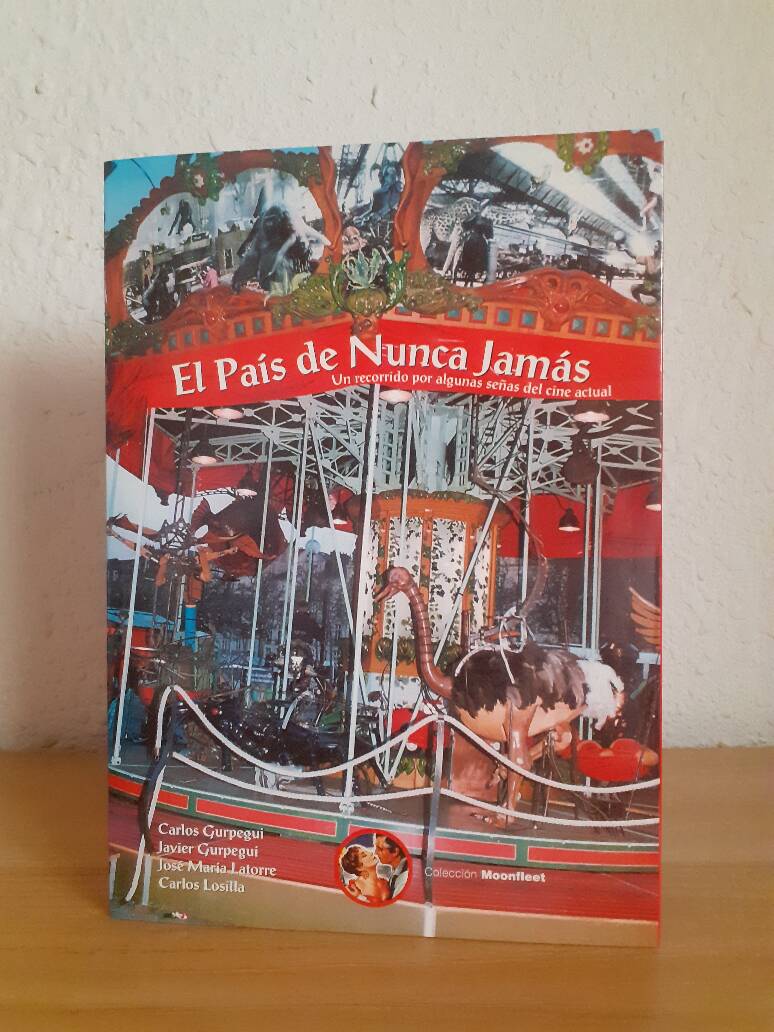 El País de Nunca Jamás
Un recorrido por algunas señas del cine actual
Carlos Gurpegui
Javier Gurpegui
José María Latorre
Carlos Losilla
Colección Moonfleet